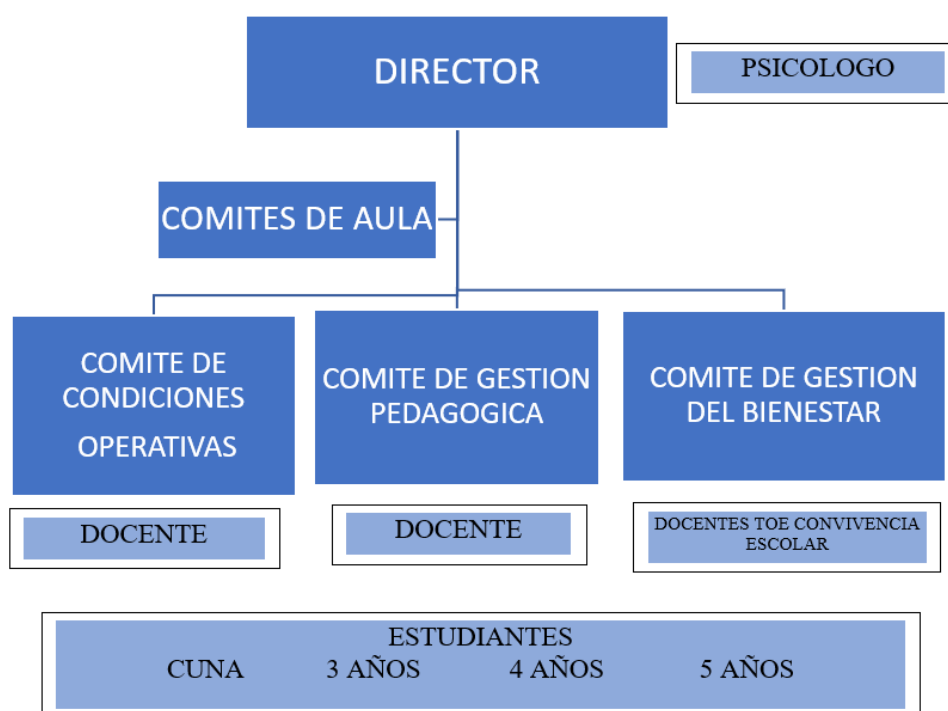 DIRECTOR
PSICOLOGO
COMITES DE AULA
COMITE DE
CONDICIONES
OPERATIVAS
COMITE DE GESTION
PEDAGOGICA
COMITE DE GESTION
DEL BIENESTAR
DOCENTE
DOCENTE
DOCENTES TOE CONVIVENCIA
ESCOLAR
ESTUDIANTES
CUNA 3 AÑOS 4 AÑOS 5 AÑOS